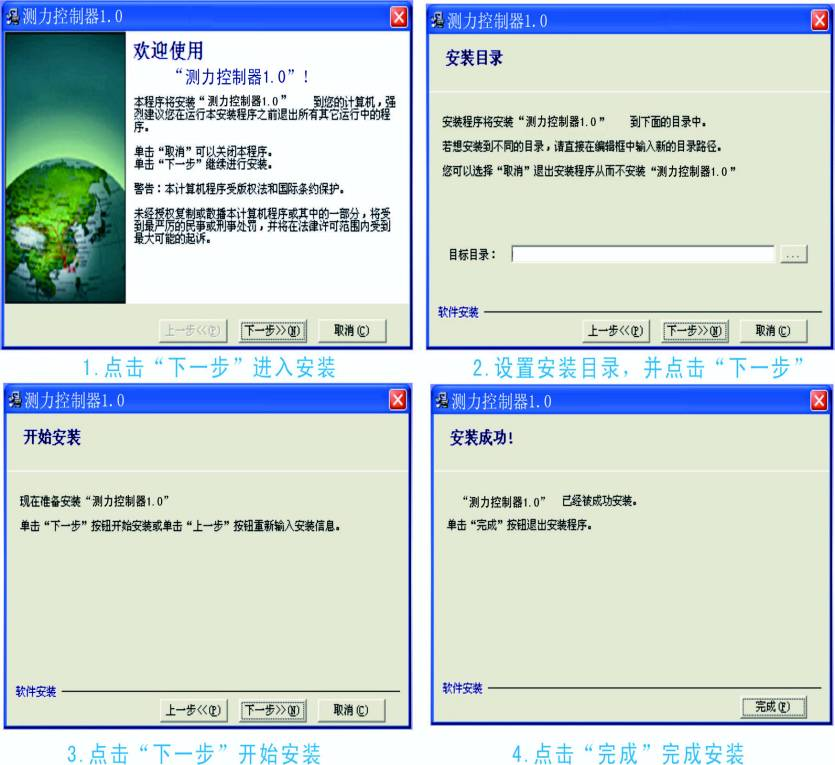 测力控制器1.0
欢迎使用
“测力控制器1.0”！
本程序将安装“测力控制器1.0” 到您的计算机，强
烈建议您在运行本安装程序之前退出所有其它运行中的程
序。
单击“取消”可以关闭本程序。
单击“下一步”继续进行安装。
警告：本计算机程序受版权法和国际条约保护。
未经授权复制或散播本计算机程序或其中的一部分，将受
到最严厉的民事或刑事处罚，并将在法律许可范围内受到
最大可能的起诉。
上一步<<(P) 下一步>>(N) 取消(C)
1.点击“下一步”进入安装
测力控制器1.0
安装目录
安装程序将安装“测力控制器1.0” 到下面的目录中。
若想安装到不同的目录，请直接在编辑框中输入新的目录路径。
您可以选择“取消”退出安装程序从而不安装“测力控制器1.0”
目标目录： ...
软件安装
上一步<<(P) 下一步>>(N) 取消(C)
2.设置安装目录，并点击“下一步”
测力控制器1.0
开始安装
现在准备安装“测力控制器1.0”
单击“下一步”按钮开始安装或单击“上一步”按钮重新输入安装信息。
软件安装
上一步<<(P) 下一步>>(N) 取消(C)
3.点击“下一步”开始安装
测力控制器1.0
安装成功!
“测力控制器1.0” 已经被成功安装。
单击“完成”按钮退出安装程序。
软件安装
完成(F)
4.点击“完成”完成安装